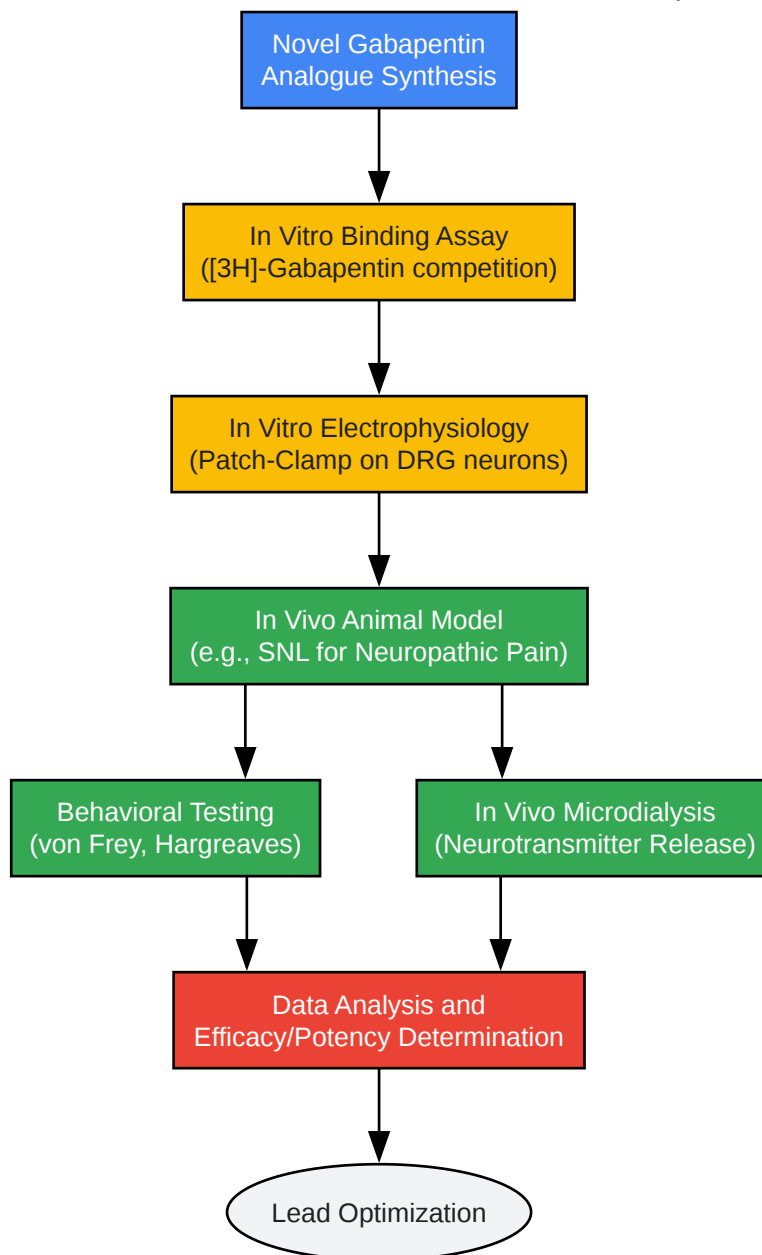 Novel Gabapentin
Analogue Synthesis
In Vitro Binding Assay
([3H]-Gabapentin competition)
In Vitro Electrophysiology
(Patch-Clamp on DRG neurons)
In Vivo Animal Model
(e.g., SNL for Neuropathic Pain)
Behavioral Testing
(von Frey, Hargreaves)
In Vivo Microdialysis
(Neurotransmitter Release)
Data Analysis and
Efficacy/Potency Determination
Lead Optimization